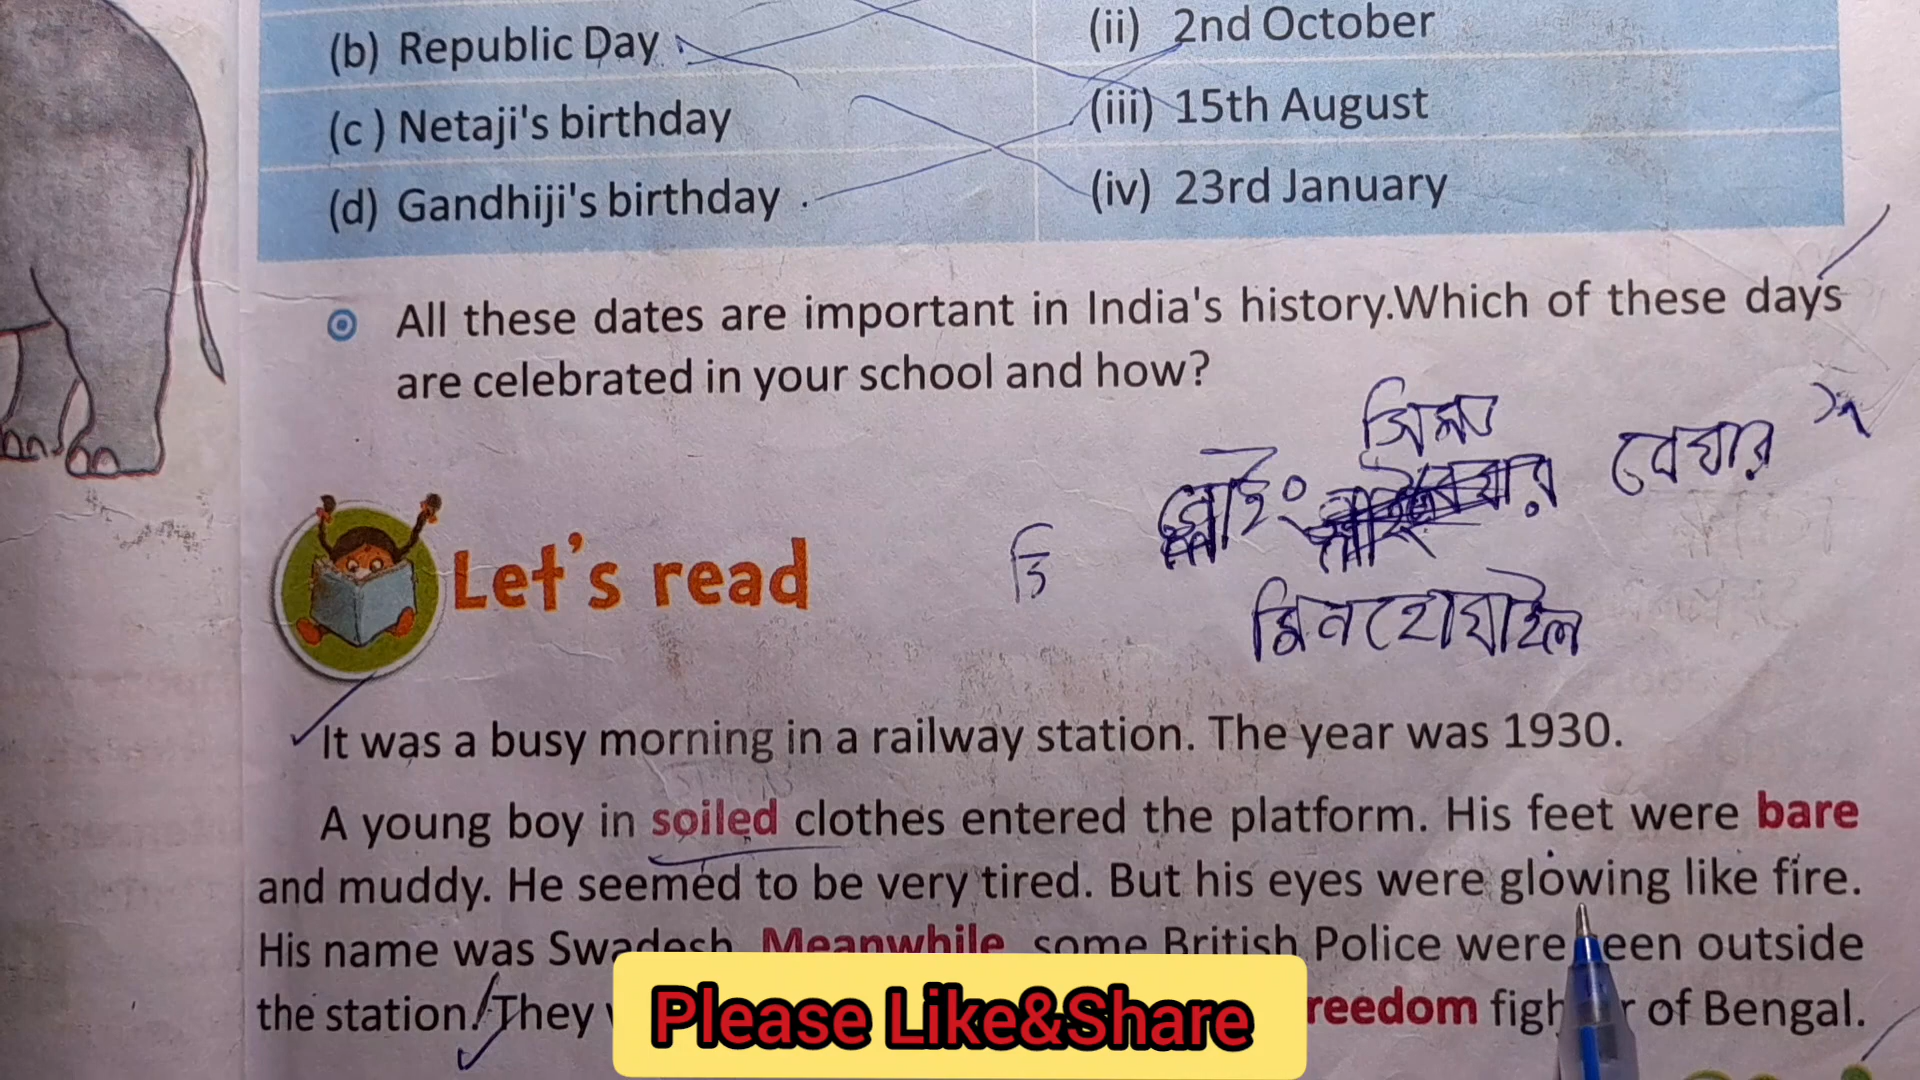 (b) Republic Day
(ii) 2nd October
(c ) Netaji's birthday
(iii) 15th August
(d) Gandhiji's birthday
(iv) 23rd January
All these dates are important in India's history.Which of these days
are celebrated in your school and how?
বেয়ার
মিনহোয়াইল
Let's read
It was a busy morning in a railway station. The year was 1930.
A young boy in soiled clothes entered the platform. His feet were bare
and muddy. He seemed to be very tired. But his eyes were glowing like fire.
His name was Swadesh. Meanwhile, some British Police were seen outside
the station. They reedom fighter of Bengal.
Please Like&Share